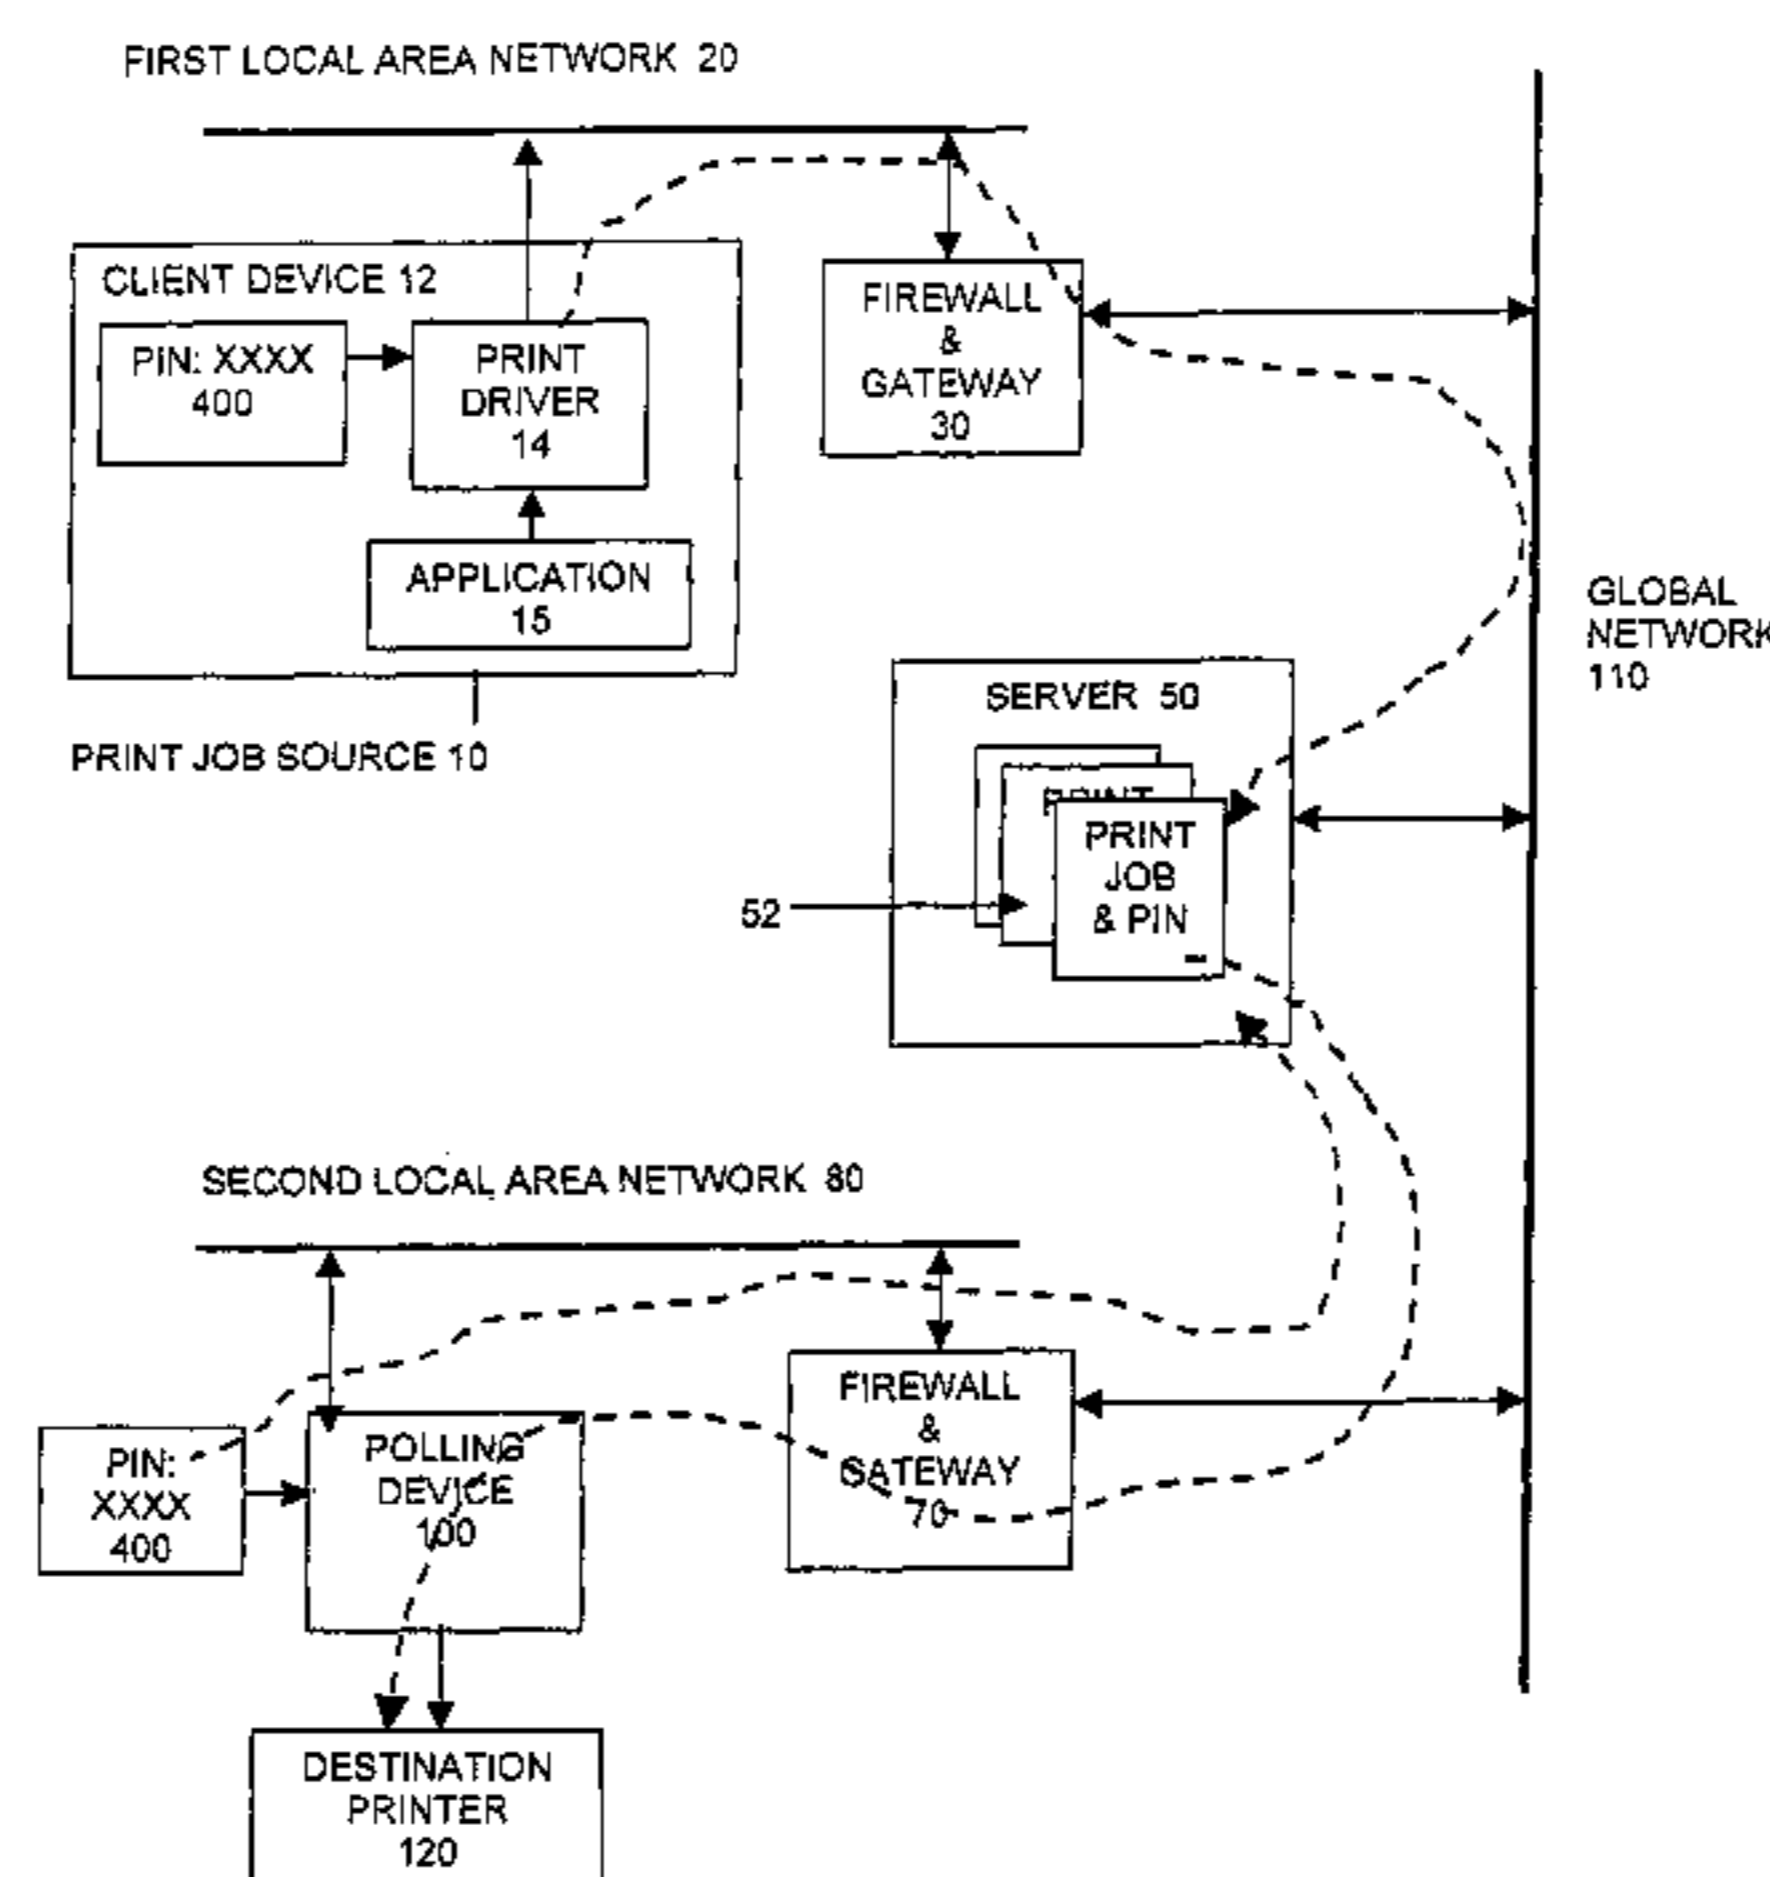 FIRST LOCAL AREA NETWORK 20
CLIENT DEVICE 12
PIN: XXXX
400
PRINT
DRIVER
14
APPLICATION
15
PRINT JOB SOURCE 10
FIREWALL
&
GATEWAY
30
GLOBAL
NETWORK
110
SERVER 50
PRINT
PRINT
JOB
& PIN
52
SECOND LOCAL AREA NETWORK 80
PIN:
XXXX
400
POLLING
DEVICE
100
FIREWALL
&
GATEWAY
70
DESTINATION
PRINTER
120